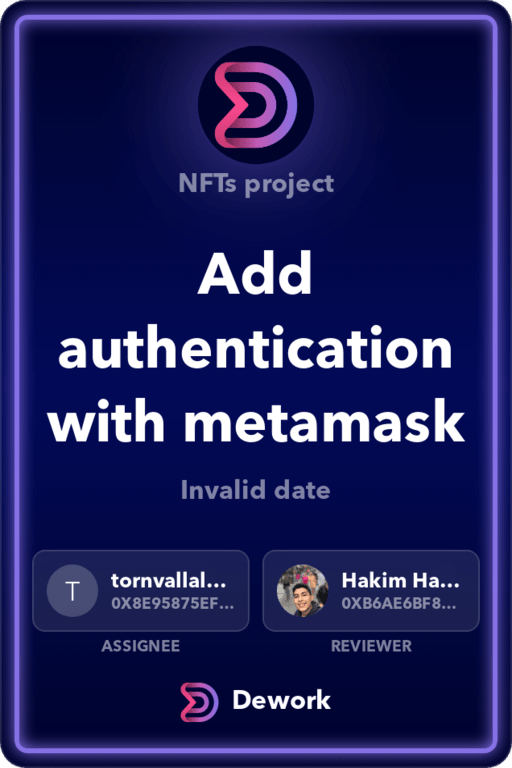 NFTs project
Add
authentication
with metamask
Invalid date
T
tornvallal...
0X8E95875EF...
Hakim Ha...
0XB6AE6BF8...
ASSIGNEE
REVIEWER
Dework